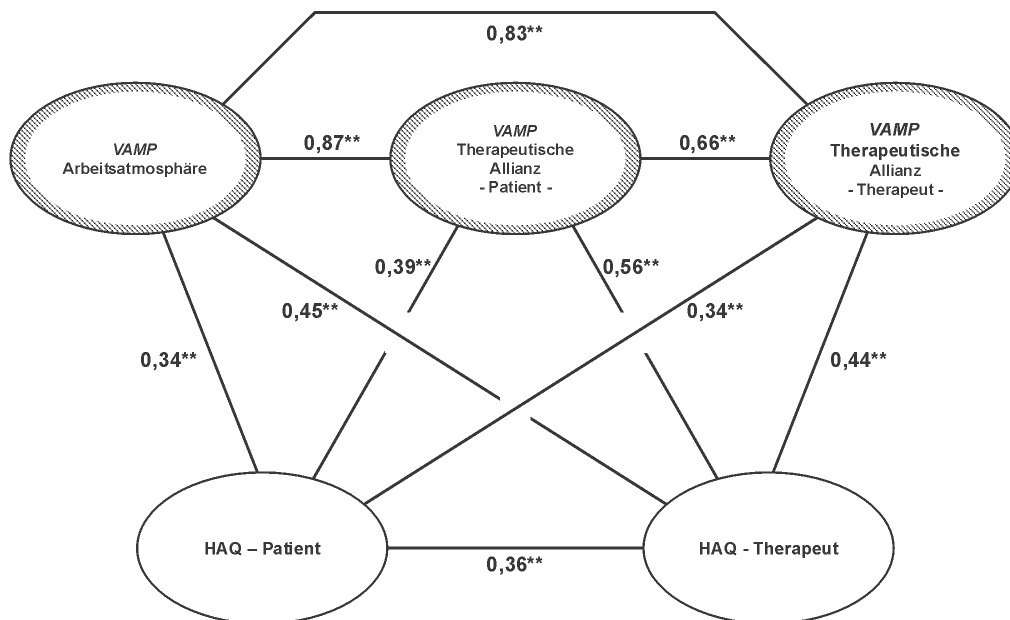 0,83**
VAMP
Arbeitsatmosphäre
0,87**
VAMP
Therapeutische
Allianz
- Patient -
0,66**
VAMP
Therapeutische
Allianz
- Therapeut -
0,39**
0,56**
0,45**
0,34**
0,34**
0,44**
HAQ – Patient
0,36**
HAQ - Therapeut